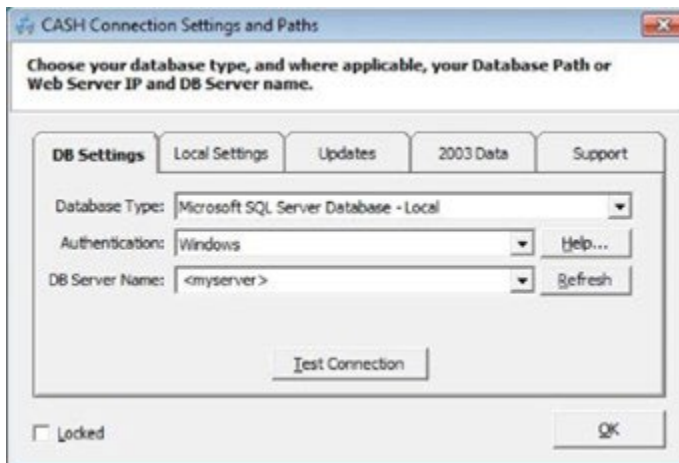 CASH Connection Settings and Paths
Choose your database type, and where applicable, your Database Path or
Web Server IP and DB Server name.
DB Settings Local Settings Updates 2003 Data Support
Database Type: Microsoft SQL Server Database - Local
Authentication: Windows Help...
DB Server Name: <myserver> Refresh
Test Connection
Locked OK